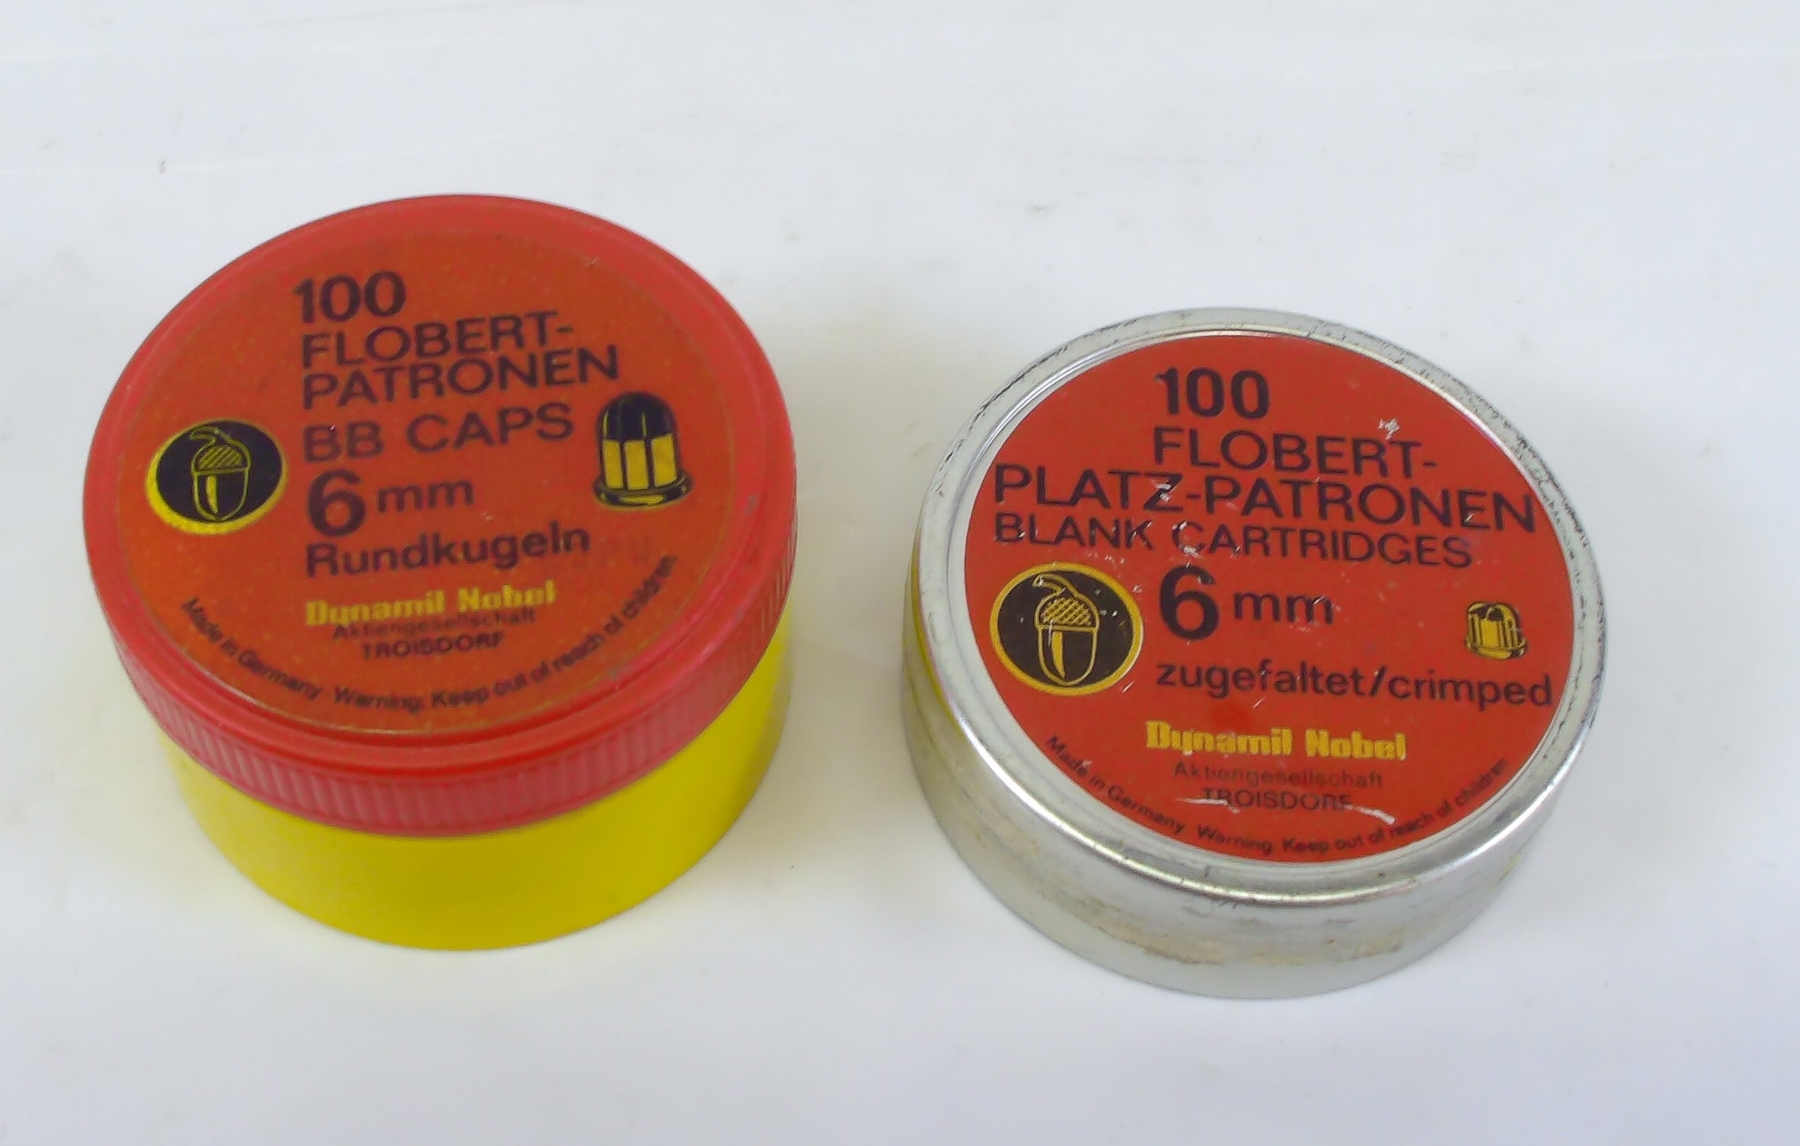 100
FLOBERT-
PATRONEN
BB CAPS
6 mm
Rundkugeln
Dynamit Nobel
Aktiengesellschaft
TROISDORF
Made in Germany Warning: Keep out of reach of children
100
FLOBERT-
PLATZ-PATRONEN
BLANK CARTRIDGES
6 mm
zugefaltet/crimped
Dynamit Nobel
Aktiengesellschaft
TROISDORF
Made in Germany Warning: Keep out of reach of children